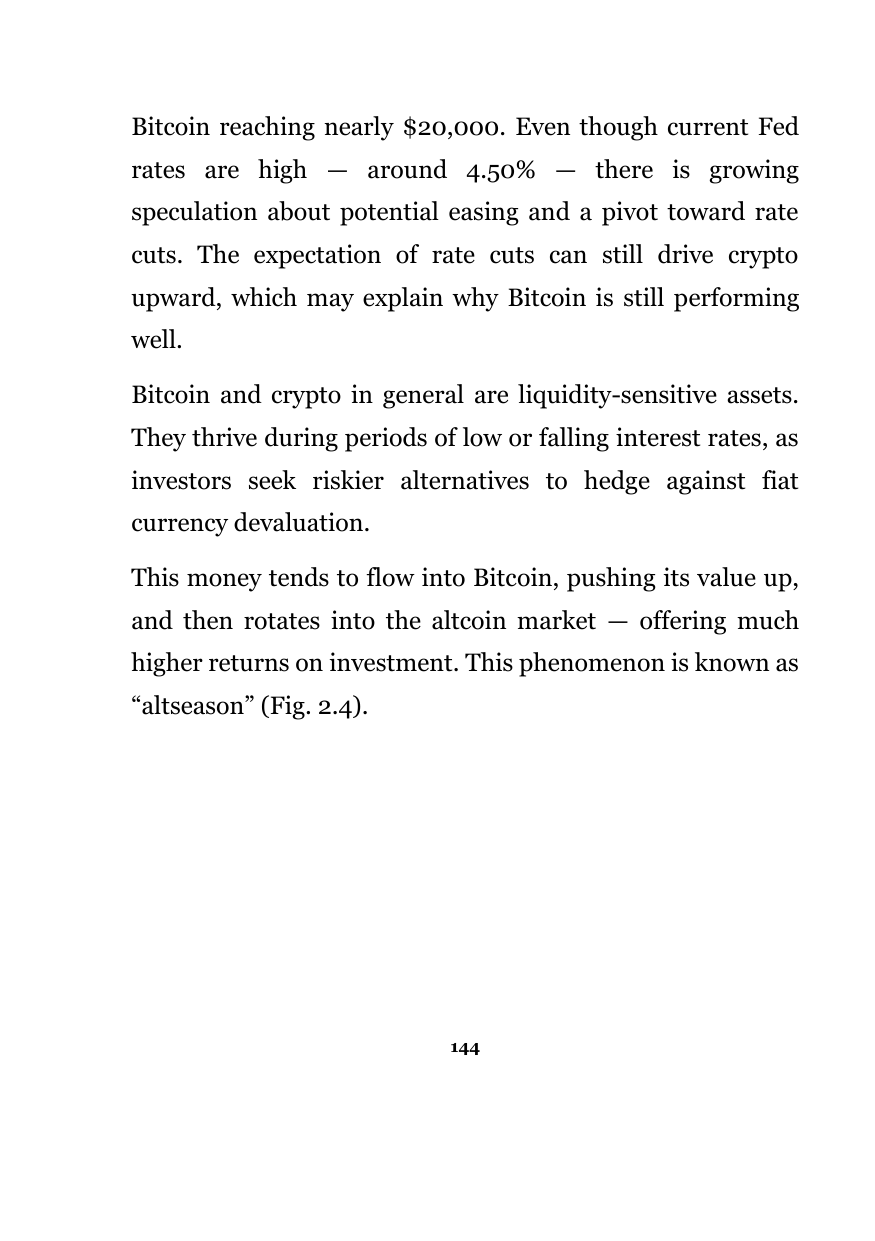 Bitcoin reaching nearly $20,000. Even though current Fed
rates are high — around 4.50% — there is growing
speculation about potential easing and a pivot toward rate
cuts. The expectation of rate cuts can still drive crypto
upward, which may explain why Bitcoin is still performing
well.
Bitcoin and crypto in general are liquidity-sensitive assets.
They thrive during periods of low or falling interest rates, as
investors seek riskier alternatives to hedge against fiat
currency devaluation.
This money tends to flow into Bitcoin, pushing its value up,
and then rotates into the altcoin market — offering much
higher returns on investment. This phenomenon is known as
“altseason” (Fig. 2.4).
144